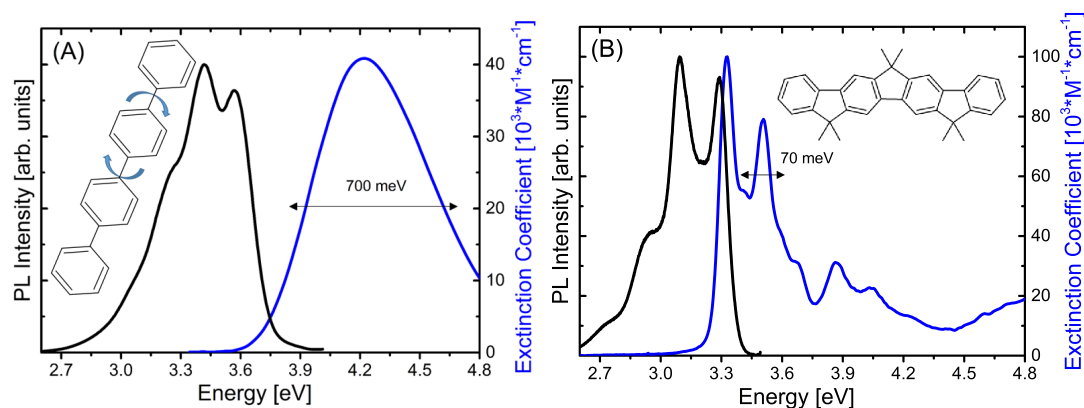 (A)
PL Intensity [arb. units]
700 meV
40
30
20
10
0
Exctinction Coefficient [10³*M⁻¹*cm⁻¹]
2.7 3.0 3.3 3.6 3.9 4.2 4.5 4.8
Energy [eV]
(B)
PL Intensity [arb. units]
70 meV
100
80
60
40
20
0
Exctinction Coefficient [10³*M⁻¹*cm⁻¹]
2.7 3.0 3.3 3.6 3.9 4.2 4.5 4.8
Energy [eV]